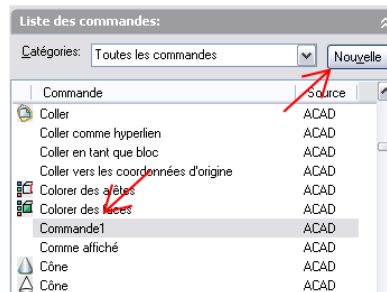 Liste des commandes:
Catégories: Toutes les commandes Nouvelle
Commande Source
Coller ACAD
Coller comme hyperlien ACAD
Coller en tant que bloc ACAD
Coller vers les coordonnées d'origine ACAD
Colorer des arêtes ACAD
Colorer des faces ACAD
Commande1 ACAD
Comme affiché ACAD
Cône ACAD
Cône ACAD